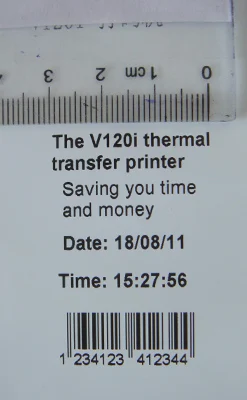 4 3 2 1 cm 0
The V120i thermal
transfer printer
Saving you time
and money
Date: 18/08/11
Time: 15:27:56
1 234123 412344